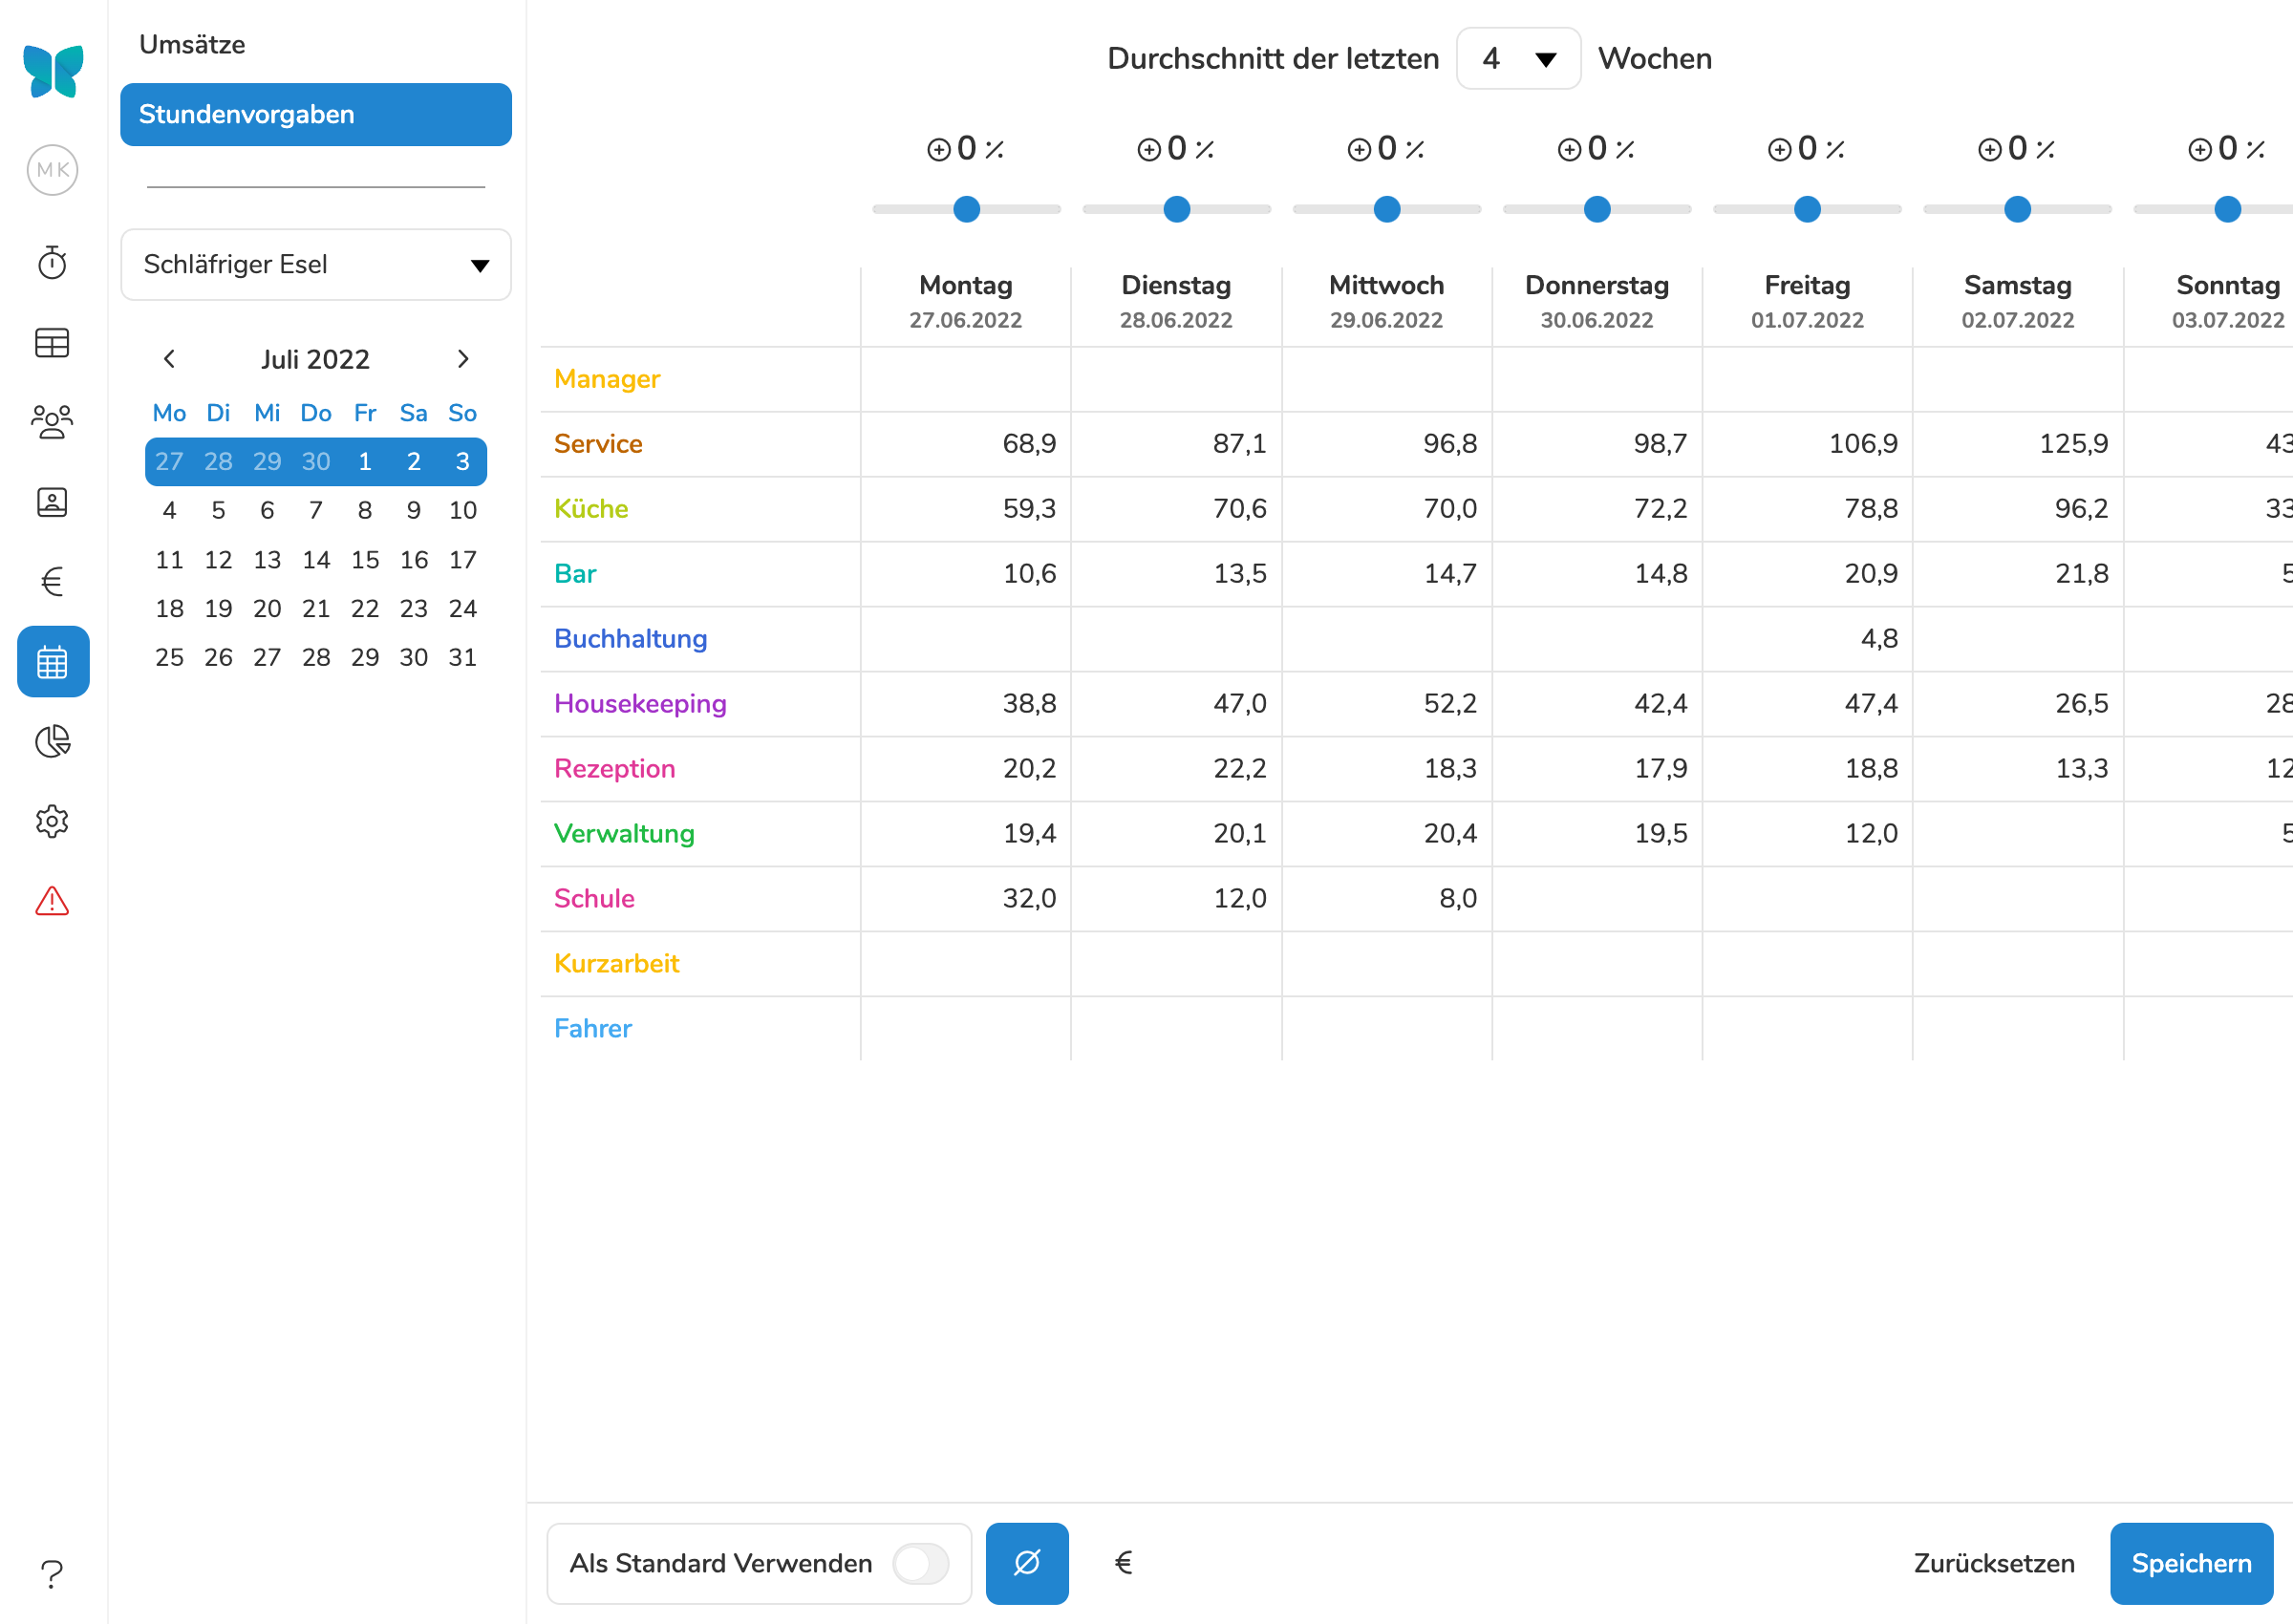 Umsätze
Stundenvorgaben
MK
Schläfriger Esel
Juli 2022
Mo Di Mi Do Fr Sa So
27 28 29 30 1 2 3
4 5 6 7 8 9 10
11 12 13 14 15 16 17
18 19 20 21 22 23 24
25 26 27 28 29 30 31
Durchschnitt der letzten 4 Wochen
0 % 0 % 0 % 0 % 0 % 0 % 0 %
Montag Dienstag Mittwoch Donnerstag Freitag Samstag Sonntag
27.06.2022 28.06.2022 29.06.2022 30.06.2022 01.07.2022 02.07.2022 03.07.2022
Manager
Service 68,9 87,1 96,8 98,7 106,9 125,9
Küche 59,3 70,6 70,0 72,2 78,8 96,2
Bar 10,6 13,5 14,7 14,8 20,9 21,8
Buchhaltung 4,8
Housekeeping 38,8 47,0 52,2 42,4 47,4 26,5
Rezeption 20,2 22,2 18,3 17,9 18,8 13,3
Verwaltung 19,4 20,1 20,4 19,5 12,0
Schule 32,0 12,0 8,0
Kurzarbeit
Fahrer
Als Standard Verwenden Ø €
Zurücksetzen Speichern